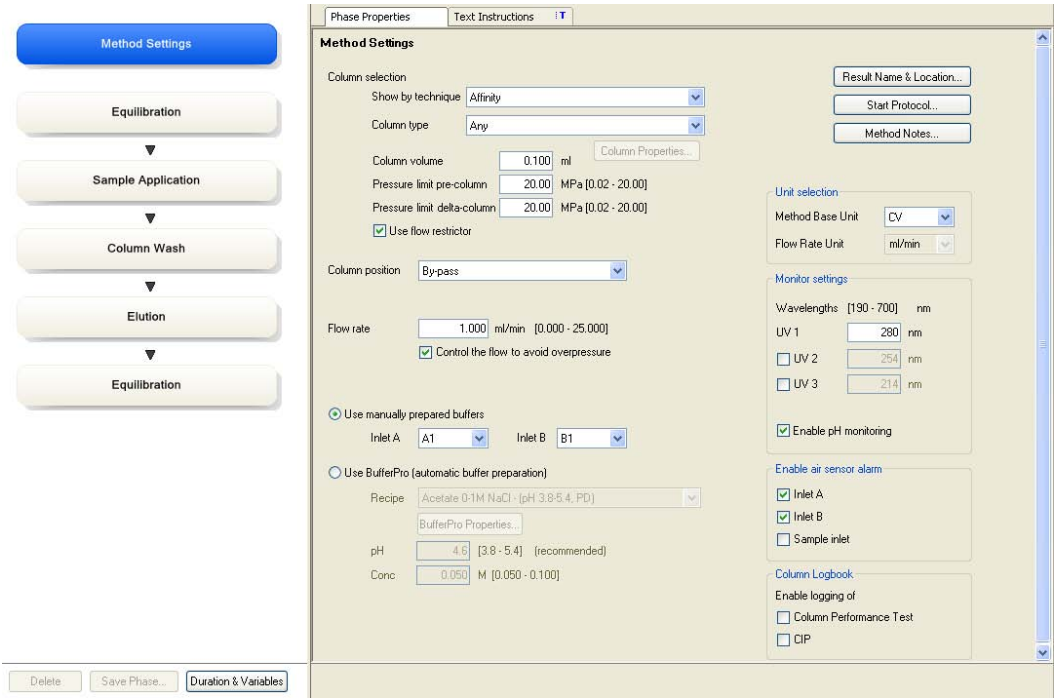 Method Settings
Equilibration
Sample Application
Column Wash
Elution
Equilibration
Delete Save Phase... Duration & Variables
Phase Properties Text Instructions T
Method Settings
Column selection
Show by technique Affinity
Column type Any
Column Properties...
Column volume 0.100 ml
Pressure limit pre-column 20.00 MPa [0.02 - 20.00]
Pressure limit delta-column 20.00 MPa [0.02 - 20.00]
Use flow restrictor
Column position By-pass
Flow rate 1.000 ml/min [0.000 - 25.000]
Control the flow to avoid overpressure
Use manually prepared buffers
Inlet A A1 Inlet B B1
Use BufferPro (automatic buffer preparation)
Recipe Acetate 0-1M NaCl - (pH 3.8-5.4, PD)
BufferPro Properties...
pH 4.6 [3.8 - 5.4] (recommended)
Conc 0.050 M [0.050 - 0.100]
Result Name & Location...
Start Protocol...
Method Notes...
Unit selection
Method Base Unit CV
Flow Rate Unit ml/min
Monitor settings
Wavelengths [190 - 700] nm
UV 1 280 nm
UV 2 254 nm
UV 3 214 nm
Enable pH monitoring
Enable air sensor alarm
Inlet A
Inlet B
Sample inlet
Column Logbook
Enable logging of
Column Performance Test
CIP